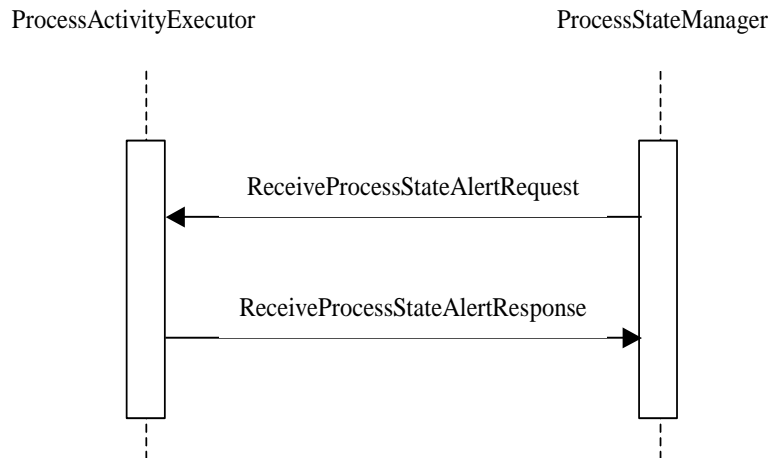 ProcessActivityExecutor
ProcessStateManager
ReceiveProcessStateAlertRequest
ReceiveProcessStateAlertResponse